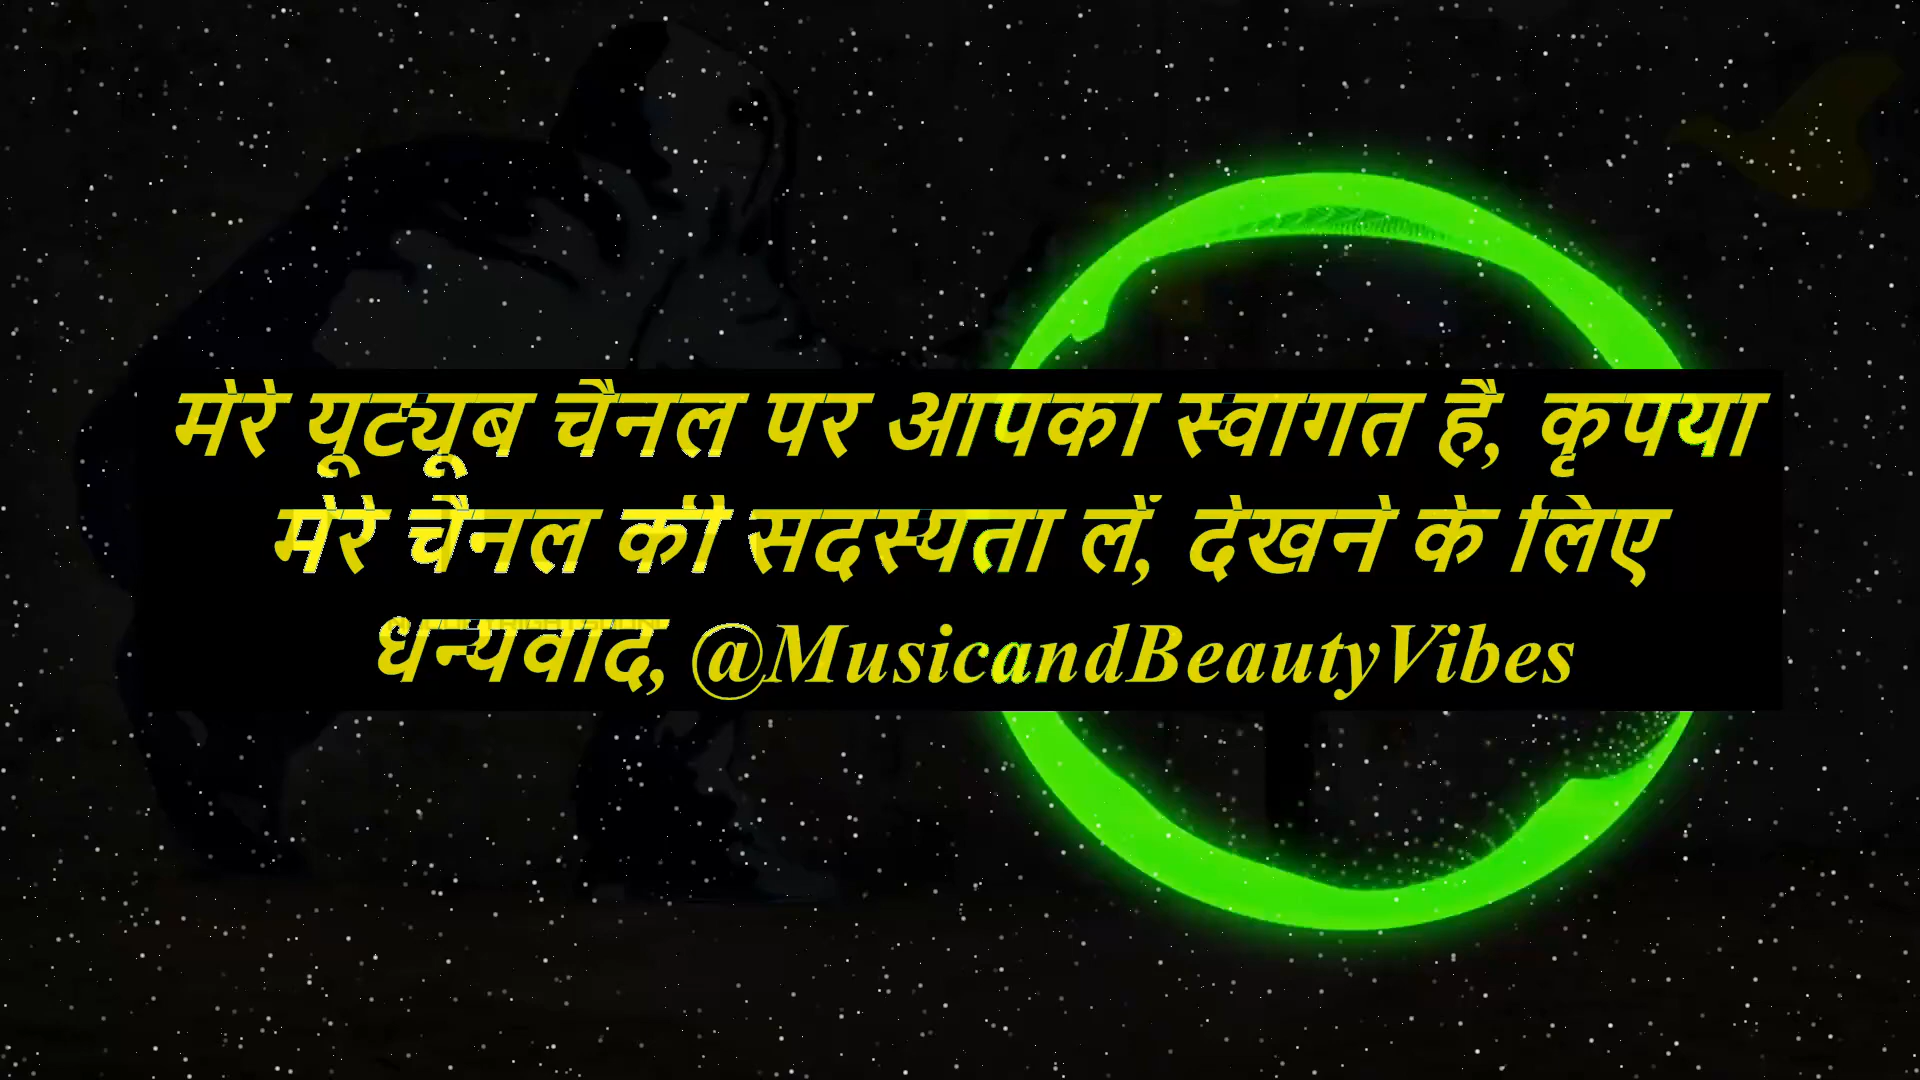 मेरे यूट्यूब चैनल पर आपका स्वागत है, कृपया
मेरे चैनल की सदस्यता लें, देखने के लिए
धन्यवाद, @MusicandBeautyVibes